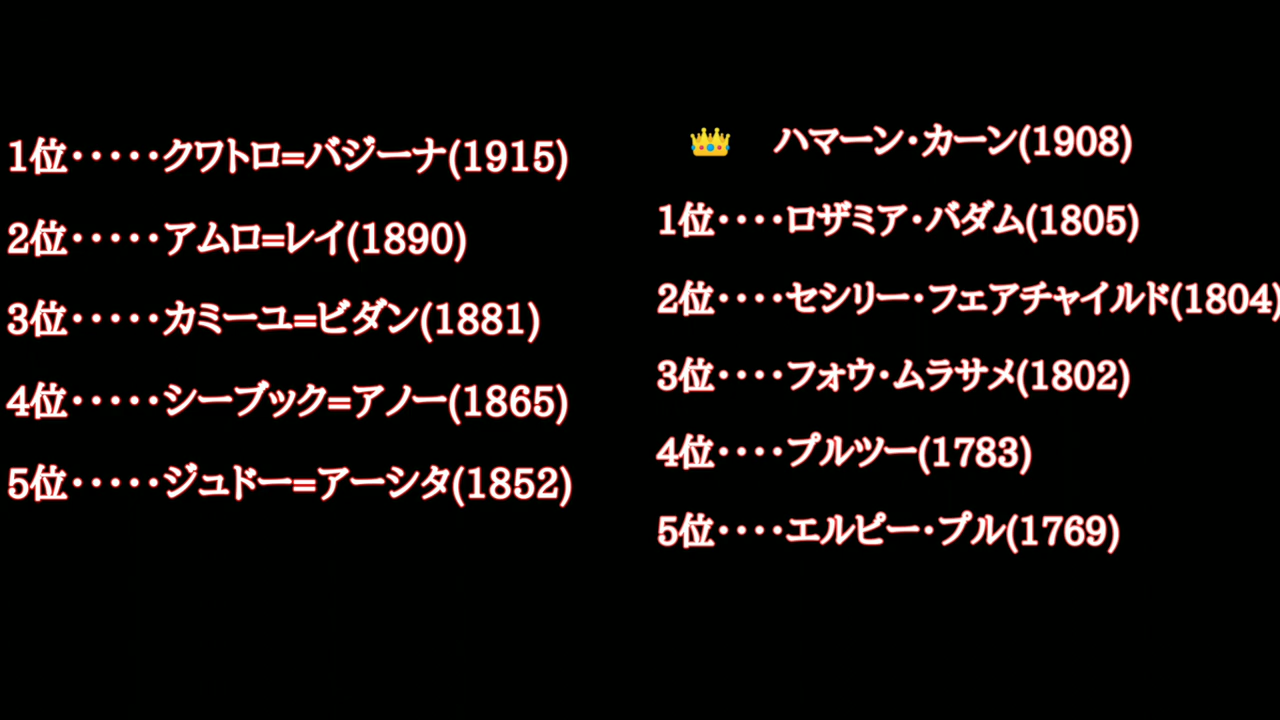 1位･････クワトロ=バジーナ(1915)
2位･････アムロ=レイ(1890)
3位･････カミーユ=ビダン(1881)
4位･････シーブック=アノー(1865)
5位･････ジュドー=アーシタ(1852)
👑 ハマーン･カーン(1908)
1位････ロザミア･バダム(1805)
2位････セシリー･フェアチャイルド(1804)
3位････フォウ･ムラサメ(1802)
4位････プルツー(1783)
5位････エルピー･プル(1769)